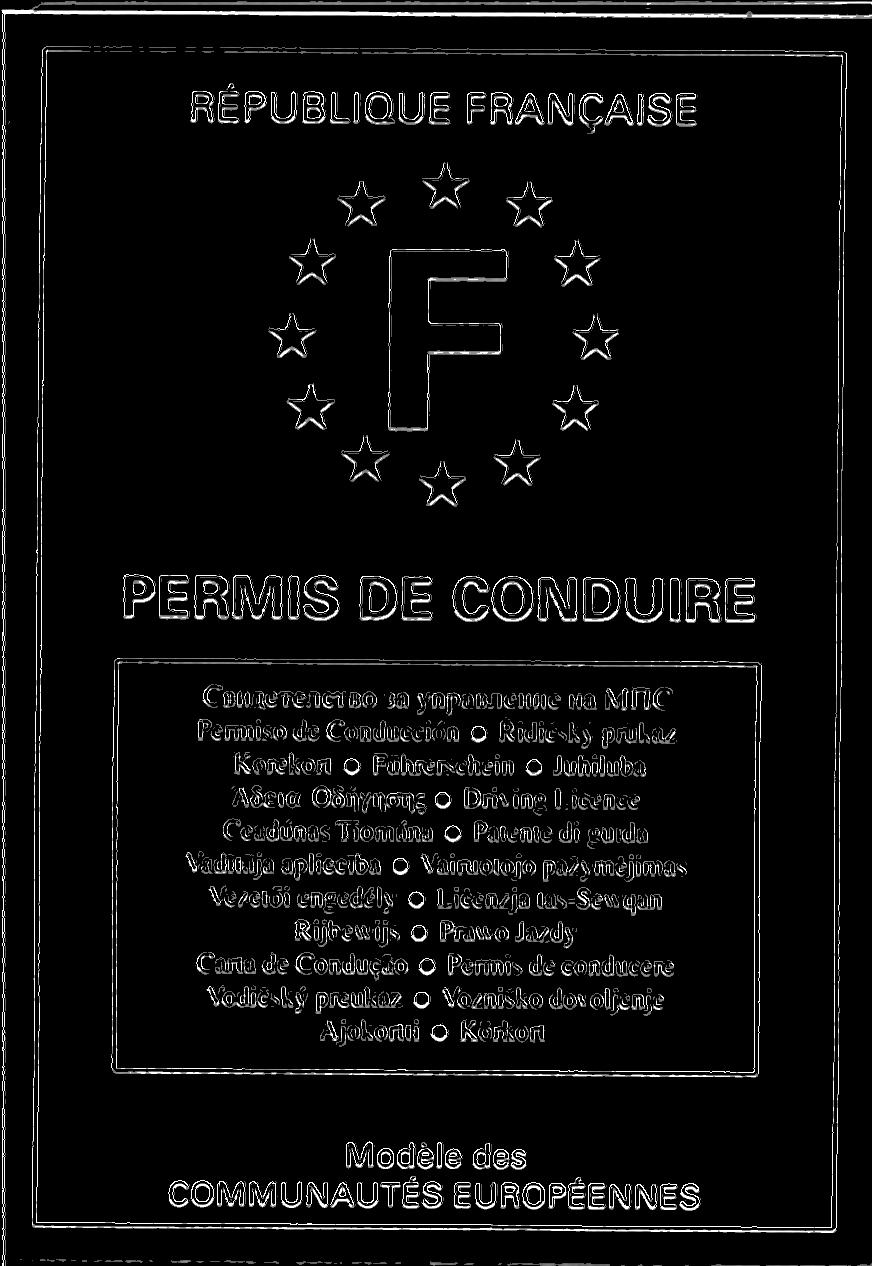 RÉPUBLIQUE FRANÇAISE
F
PERMIS DE CONDUIRE
Свидетелство за управление на МПС
Permiso de Conducción ● Řidičský průkaz
Kørekort ● Führerschein ● Juhiluba
Άδεια Οδήγησης ● Driving Licence
Ceadúnas Tiomána ● Patente di guida
Vadītāja apliecība ● Vairuotojo pažymėjimas
Vezetői engedély ● Liċenzja tas-Sewqan
Rijbewijs ● Prawo Jazdy
Carta de Condução ● Permis de conducere
Vodičský preukaz ● Vozniško dovoljenje
Ajokortti ● Körkort
Modèle des
COMMUNAUTÉS EUROPÉENNES